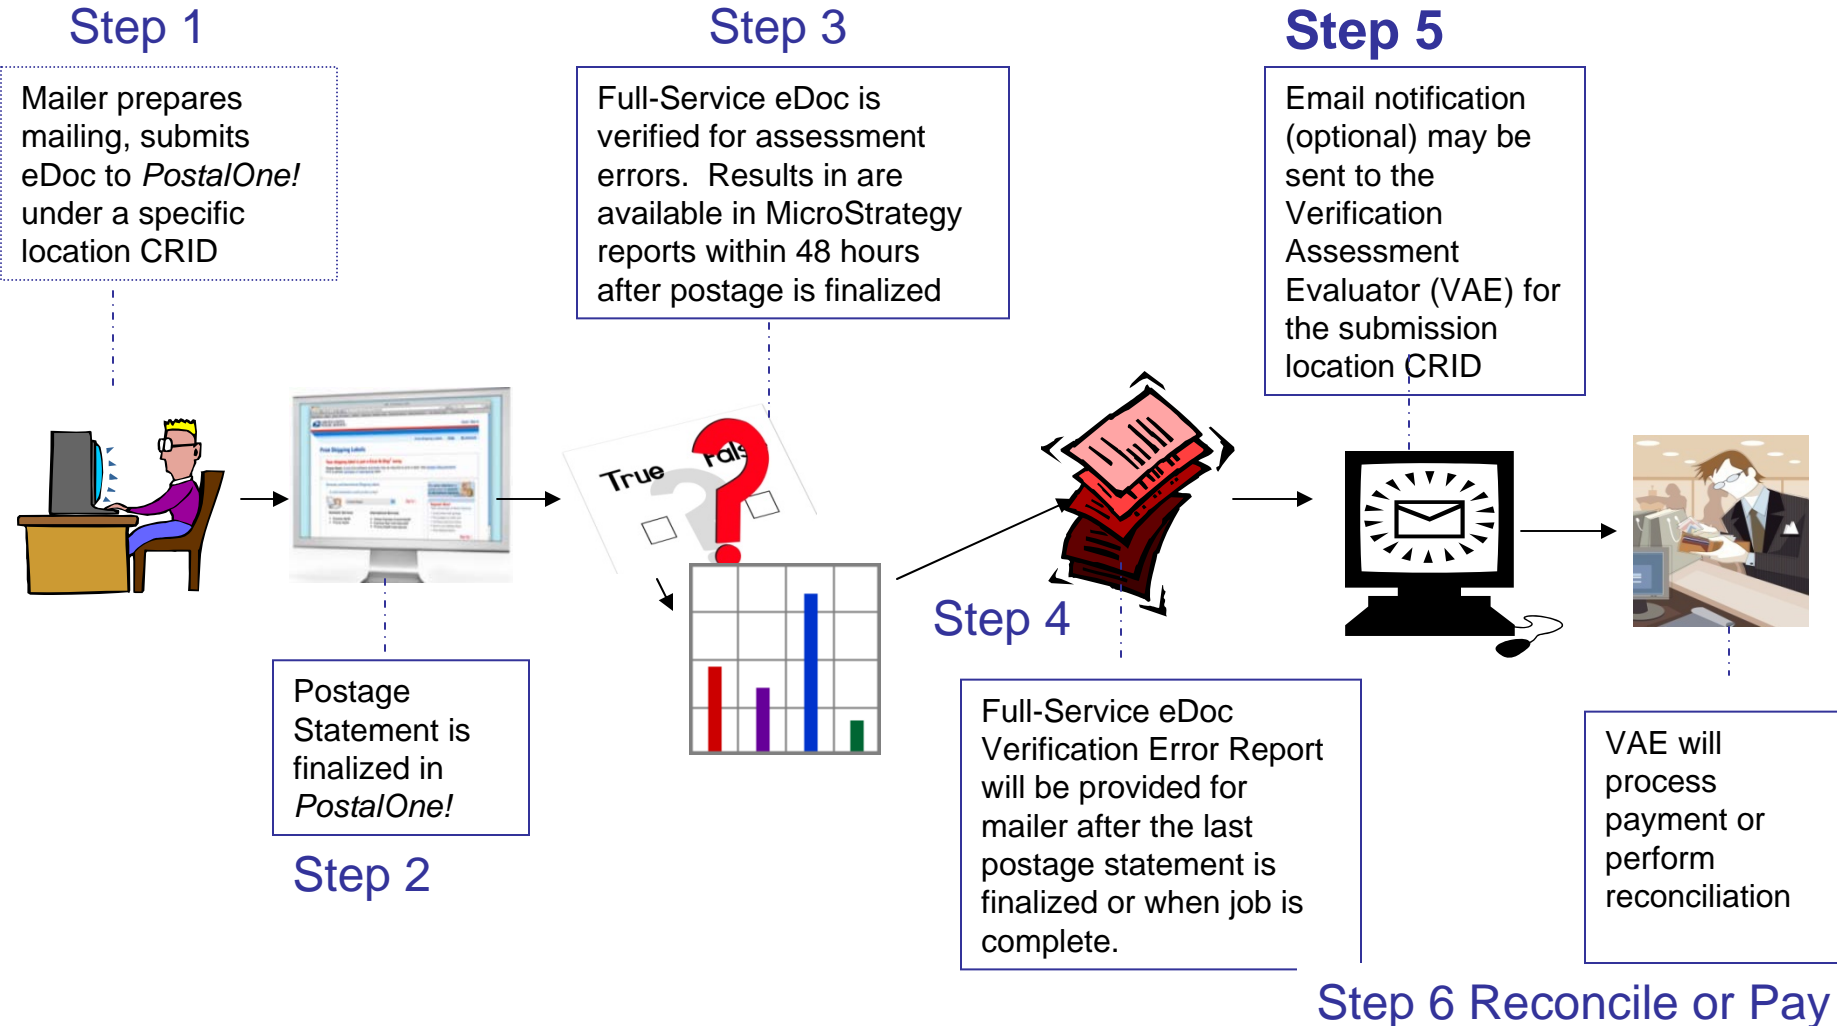 Step 1
Mailer prepares
mailing, submits
eDoc to PostalOne!
under a specific
location CRID
Postage
Statement is
finalized in
PostalOne!
Step 2
Step 3
Full-Service eDoc is
verified for assessment
errors.  Results in are
available in MicroStrategy
reports within 48 hours
after postage is finalized
Print Shipping Labels
True
Fals
Step 4
Full-Service eDoc
Verification Error Report
will be provided for
mailer after the last
postage statement is
finalized or when job is
complete.
Step 5
Email notification
(optional) may be
sent to the
Verification
Assessment
Evaluator (VAE) for
the submission
location CRID
VAE will
process
payment or
perform
reconciliation
Step 6 Reconcile or Pay